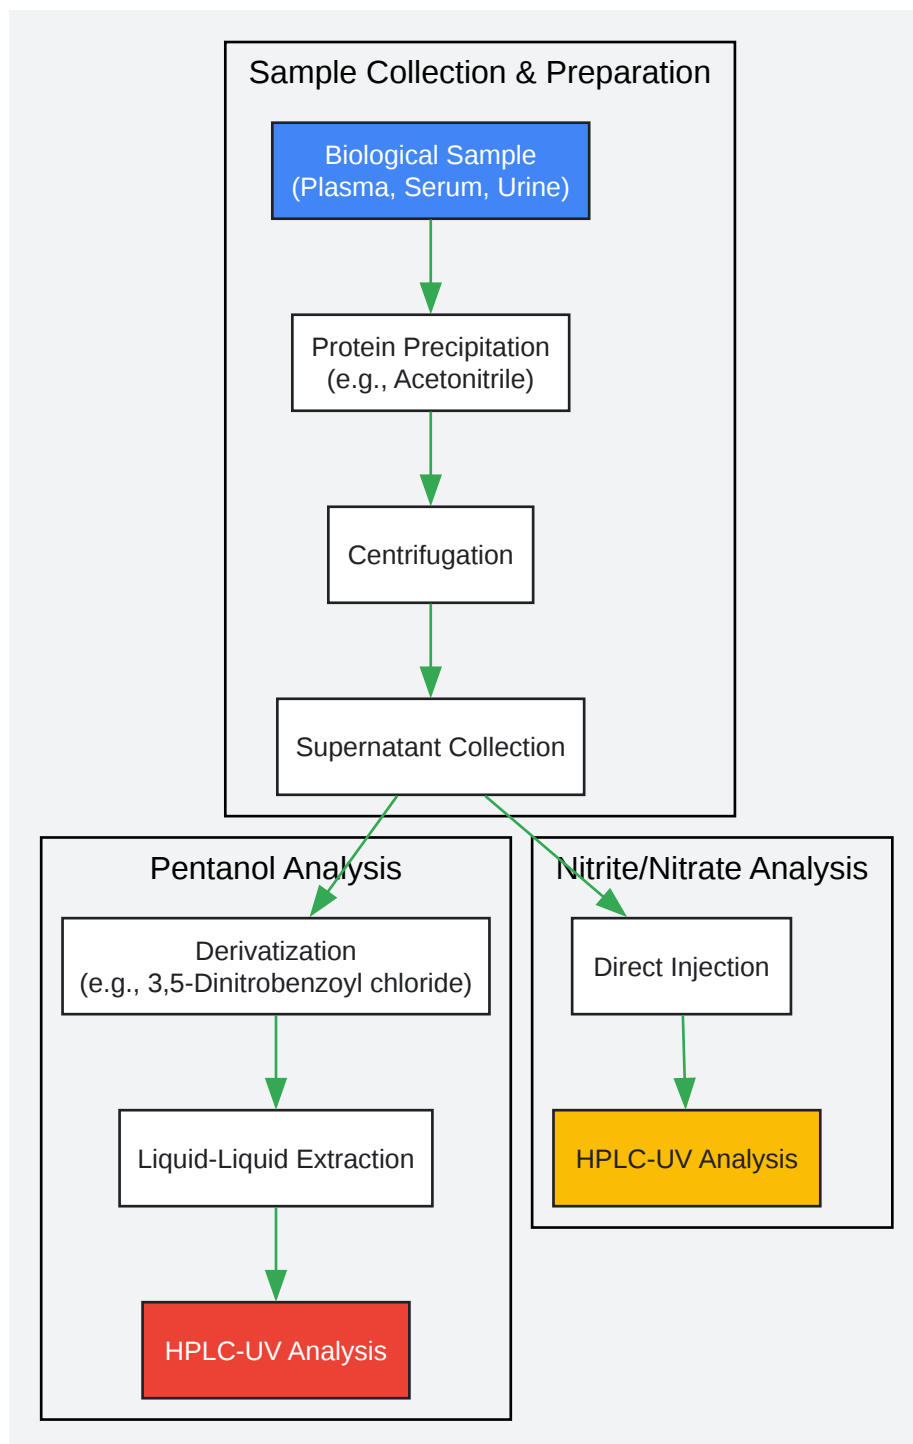 Sample Collection & Preparation
Biological Sample
(Plasma, Serum, Urine)
Protein Precipitation
(e.g., Acetonitrile)
Centrifugation
Supernatant Collection
Pentanol Analysis
Derivatization
(e.g., 3,5-Dinitrobenzoyl chloride)
Liquid-Liquid Extraction
HPLC-UV Analysis
Nitrite/Nitrate Analysis
Direct Injection
HPLC-UV Analysis